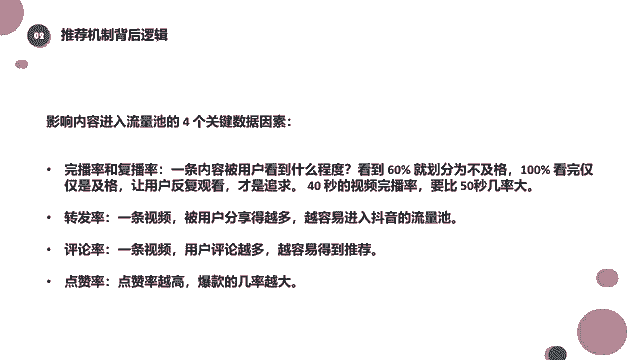 02 推荐机制背后逻辑
影响内容进入流量池的 4 个关键数据因素：
• 完播率和复播率：一条内容被用户看到什么程度？看到 60% 就划分为不及格，100% 看完仅
仅是及格，让用户反复观看，才是追求。 40 秒的视频完播率，要比 50秒几率大。
• 转发率：一条视频，被用户分享得越多，越容易进入抖音的流量池。
• 评论率：一条视频，用户评论越多，越容易得到推荐。
• 点赞率：点赞率越高，爆款的几率越大。